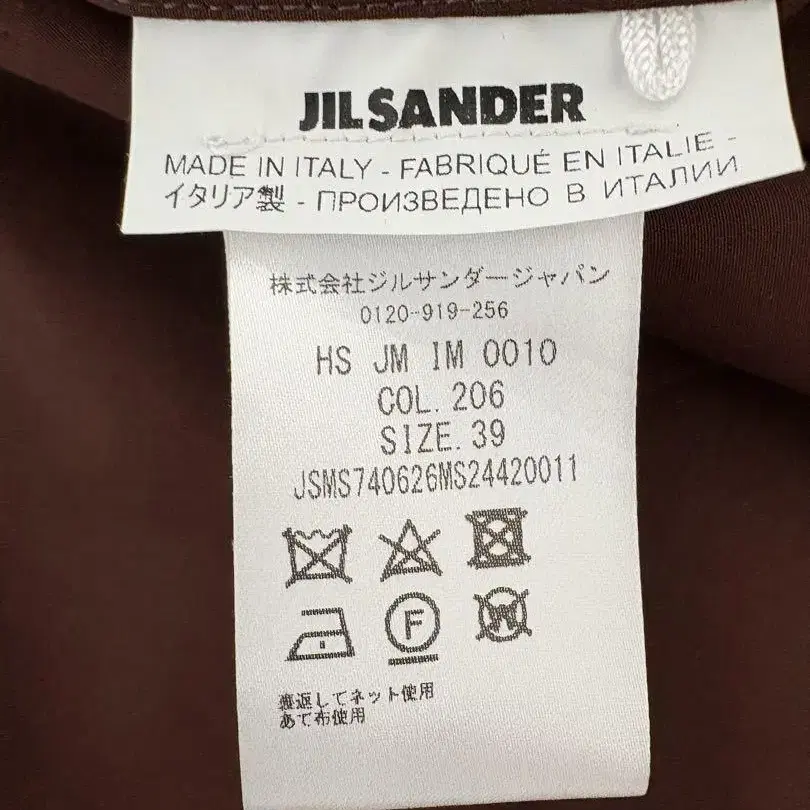 JIL SANDER
MADE IN ITALY - FABRIQUÉ EN ITALIE -
イタリア製 - ПРОИЗВЕДЕНО В ИТАЛИИ
株式会社ジルサンダージャパン
0120-919-256
HS JM IM 0010
COL.206
SIZE.39
JSMS740626MS24420011
F
W
裏返してネット使用
あて布使用